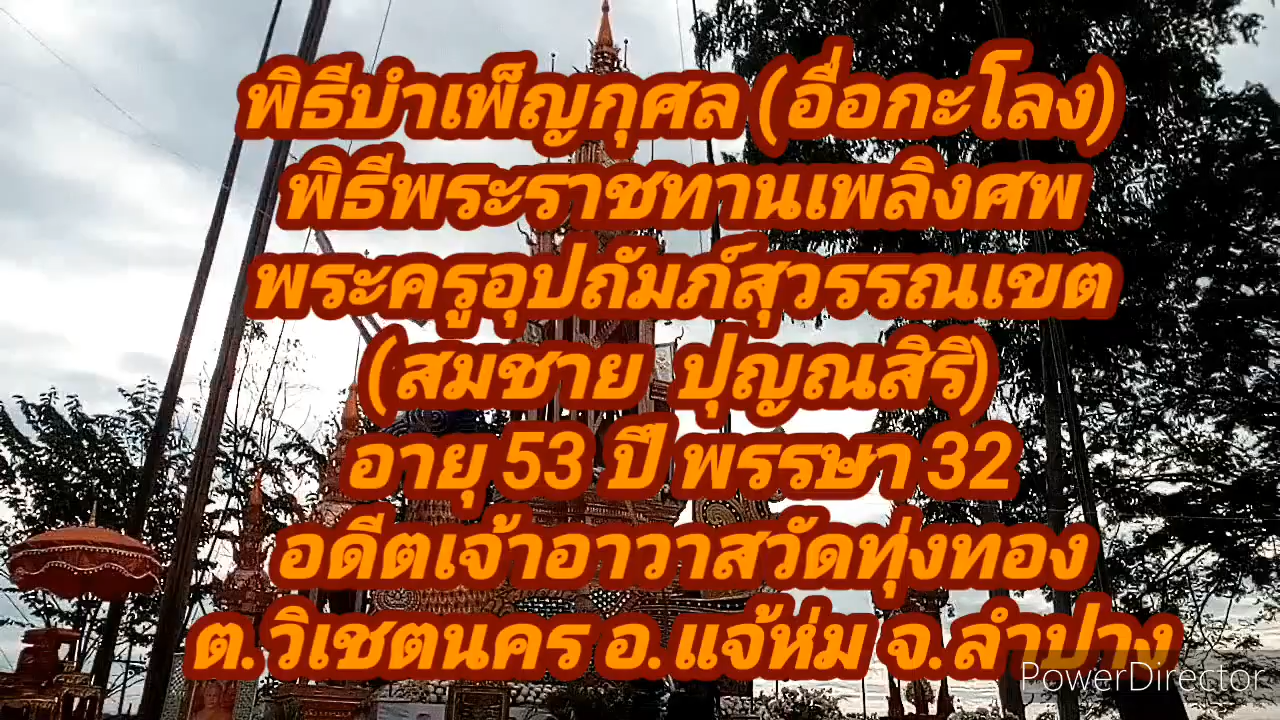 พิธีบำเพ็ญกุศล (อื่อกะโลง)
พิธีพระราชทานเพลิงศพ
พระครูอุปถัมภ์สุวรรณเขต
(สมชาย ปุญณสิริ)
อายุ 53 ปี พรรษา 32
อดีตเจ้าอาวาสวัดทุ่งทอง
ต.วิเชตนคร อ.แจ้ห่ม จ.ลำปาง
PowerDirector